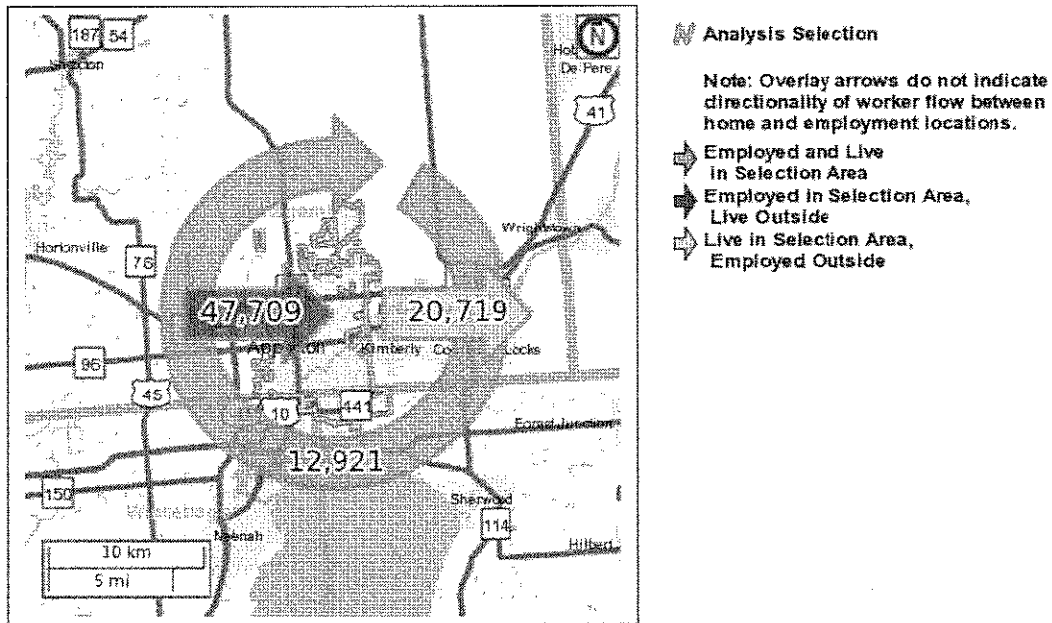 187 54
N
De Pere
41
Wrightstown
Hortonville
76
47,709
20,719
Kimberly
Locks
96
45
10
441
Forest Junction
12,921
150
Sherwood
114
Neenah
Hilbert
10 km
5 mi
N Analysis Selection
Note: Overlay arrows do not indicate
directionality of worker flow between
home and employment locations.
Employed and Live
in Selection Area
Employed in Selection Area,
Live Outside
Live in Selection Area,
Employed Outside